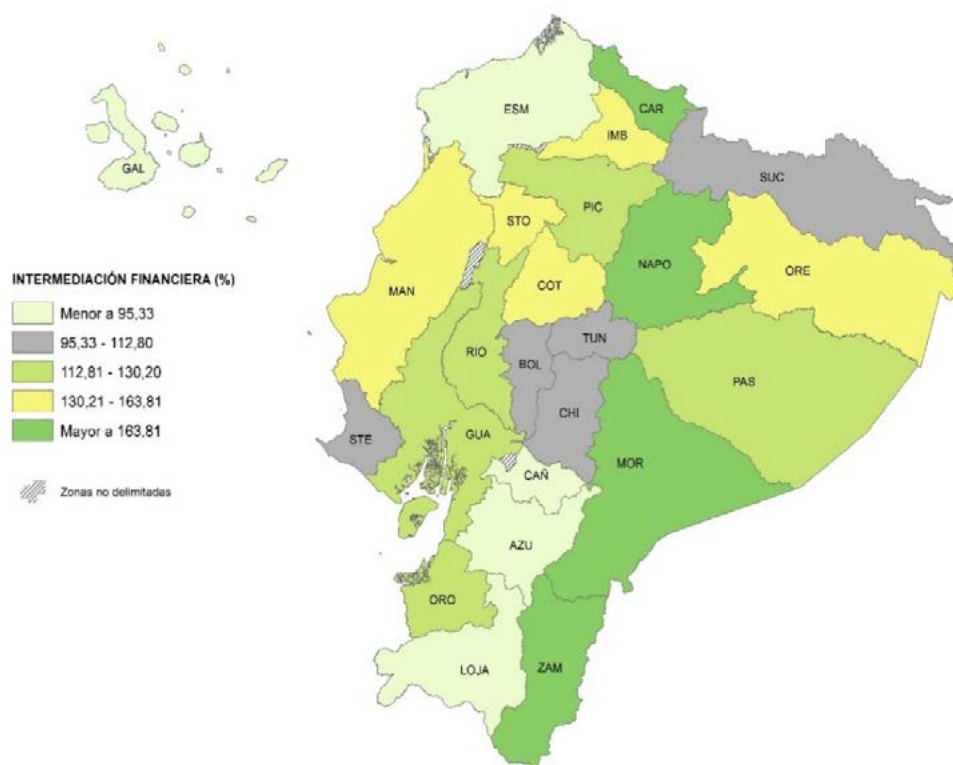 ESM
CAR
IMB
GAL
SUC
PIC
STO
NAPO
ORE
COT
MAN
INTERMEDIACIÓN FINANCIERA (%)
Menor a 95,33
95,33 - 112,80
112,81 - 130,20
130,21 - 163,81
Mayor a 163,81
Zonas no delimitadas
TUN
RIO
BOL
PAS
CHI
STE
GUA
MOR
CAÑ
AZU
ORO
LOJA
ZAM